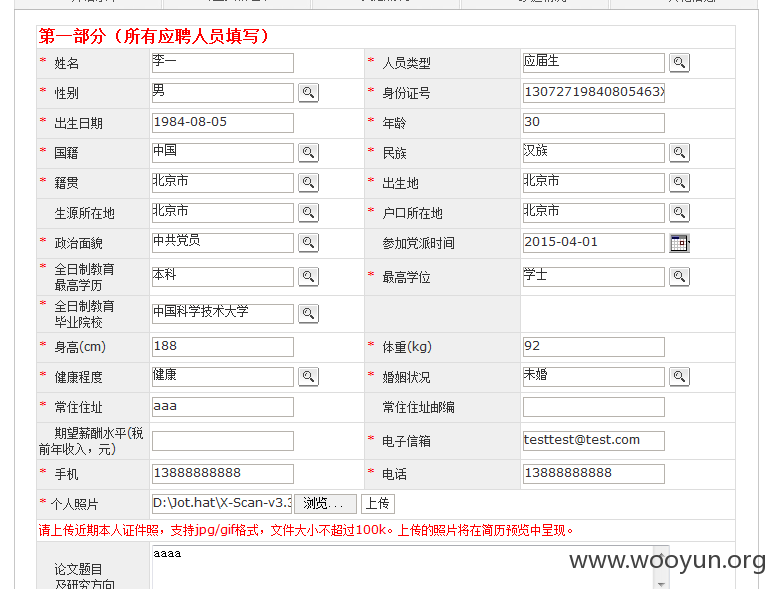 第一部分（所有应聘人员填写）
* 姓名 李一 * 人员类型 应届生
* 性别 男 * 身份证号 13072719840805463X
* 出生日期 1984-08-05 * 年龄 30
* 国籍 中国 * 民族 汉族
* 籍贯 北京市 * 出生地 北京市
生源所在地 北京市 * 户口所在地 北京市
* 政治面貌 中共党员 参加党派时间 2015-04-01
* 全日制教育
最高学历 本科 * 最高学位 学士
* 全日制教育
毕业院校 中国科学技术大学
* 身高(cm) 188 * 体重(kg) 92
* 健康程度 健康 * 婚姻状况 未婚
* 常住住址 aaa 常住住址邮编
期望薪酬水平(税
前年收入，元) * 电子信箱 testtest@test.com
* 手机 13888888888 * 电话 13888888888
* 个人照片 D:\Jot.hat\X-Scan-v3.3 浏览... 上传
请上传近期本人证件照，支持jpg/gif格式，文件大小不超过100k。上传的照片将在简历预览中呈现。
论文题目 aaaa
及研究方向
www.wooyun.org